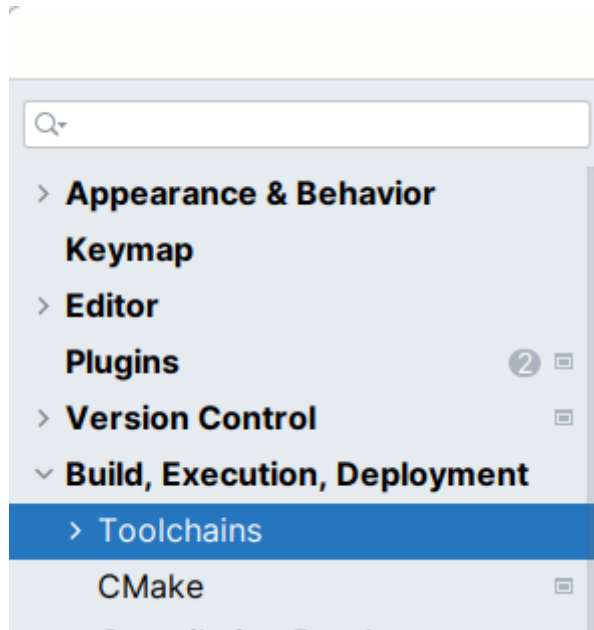 Appearance & Behavior
Keymap
Editor
Plugins 2
Version Control
Build, Execution, Deployment
Toolchains
CMake